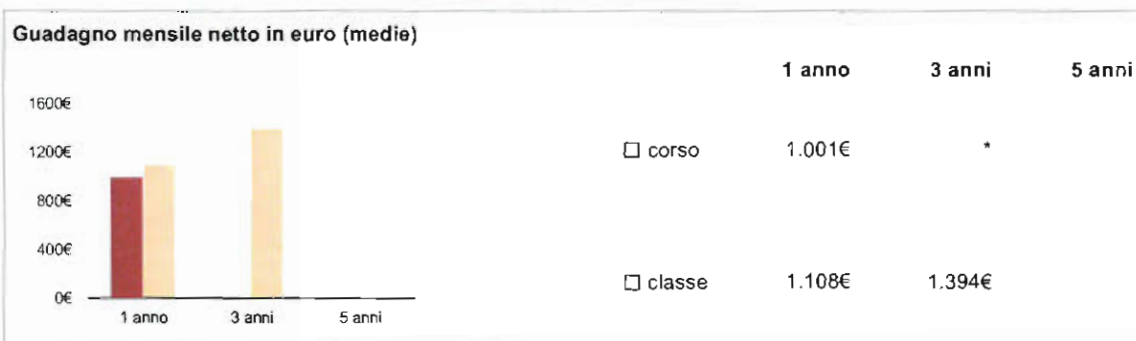 Guadagno mensile netto in euro (medie)
1 anno 3 anni 5 anni
1600€
1200€
800€
400€
0€
1 anno 3 anni 5 anni
☐ corso 1.001€ *
☐ classe 1.108€ 1.394€